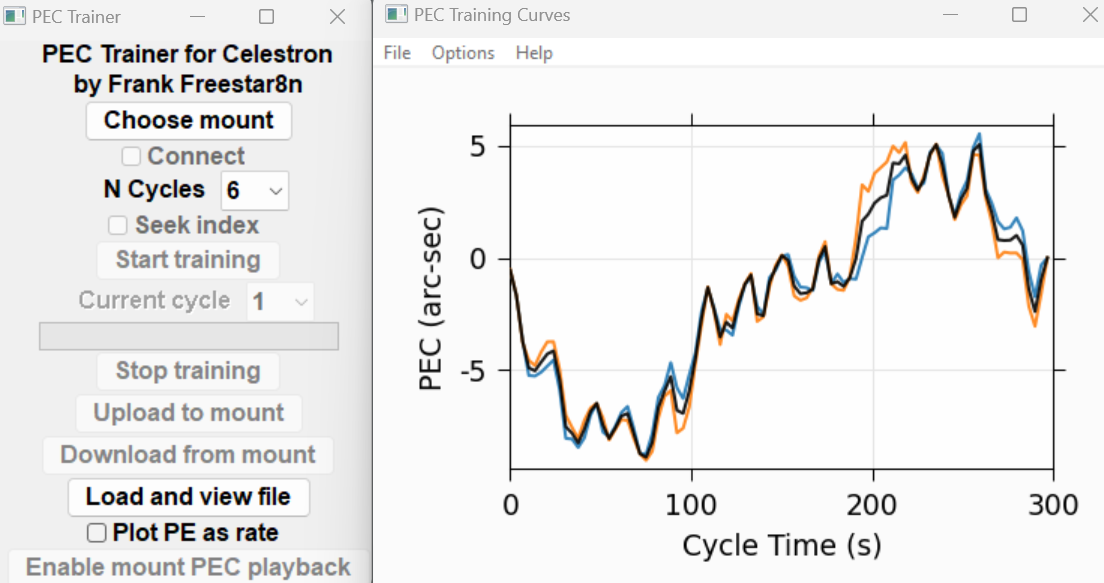 PEC Trainer
PEC Trainer for Celestron
by Frank Freestar8n
Choose mount
Connect
N Cycles 6
Seek index
Start training
Current cycle 1
Stop training
Upload to mount
Download from mount
Load and view file
Plot PE as rate
Enable mount PEC playback
PEC Training Curves
File Options Help
PEC (arc-sec)
5
0
-5
0 100 200 300
Cycle Time (s)